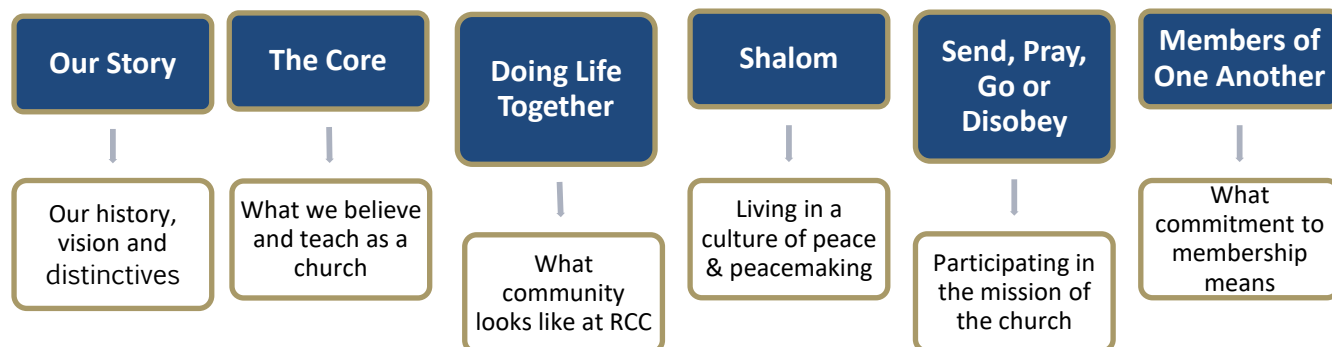 Our Story
Our history,
vision and
distinctives
The Core
What we believe
and teach as a
church
Doing Life
Together
What
community
looks like at RCC
Shalom
Living in a
culture of peace
& peacemaking
Send, Pray,
Go or
Disobey
Participating in
the mission of
the church
Members of
One Another
What
commitment to
membership
means